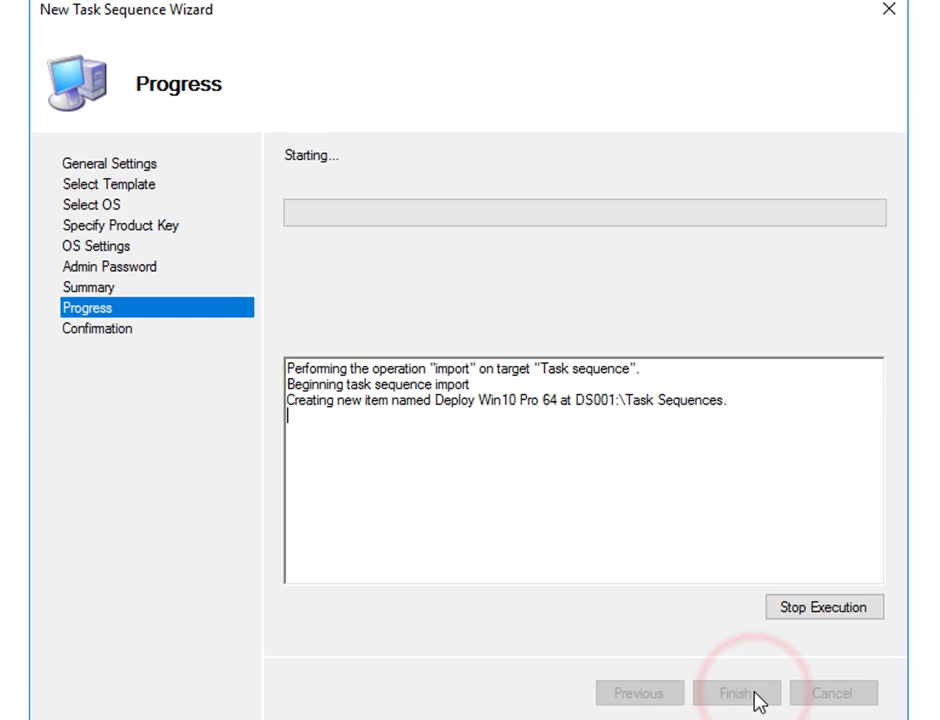 New Task Sequence Wizard
Progress
General Settings
Select Template
Select OS
Specify Product Key
OS Settings
Admin Password
Summary
Progress
Confirmation
Starting...
Performing the operation "import" on target "Task sequence".
Beginning task sequence import
Creating new item named Deploy Win10 Pro 64 at DS001:\Task Sequences.
Stop Execution
Previous
Finish
Cancel